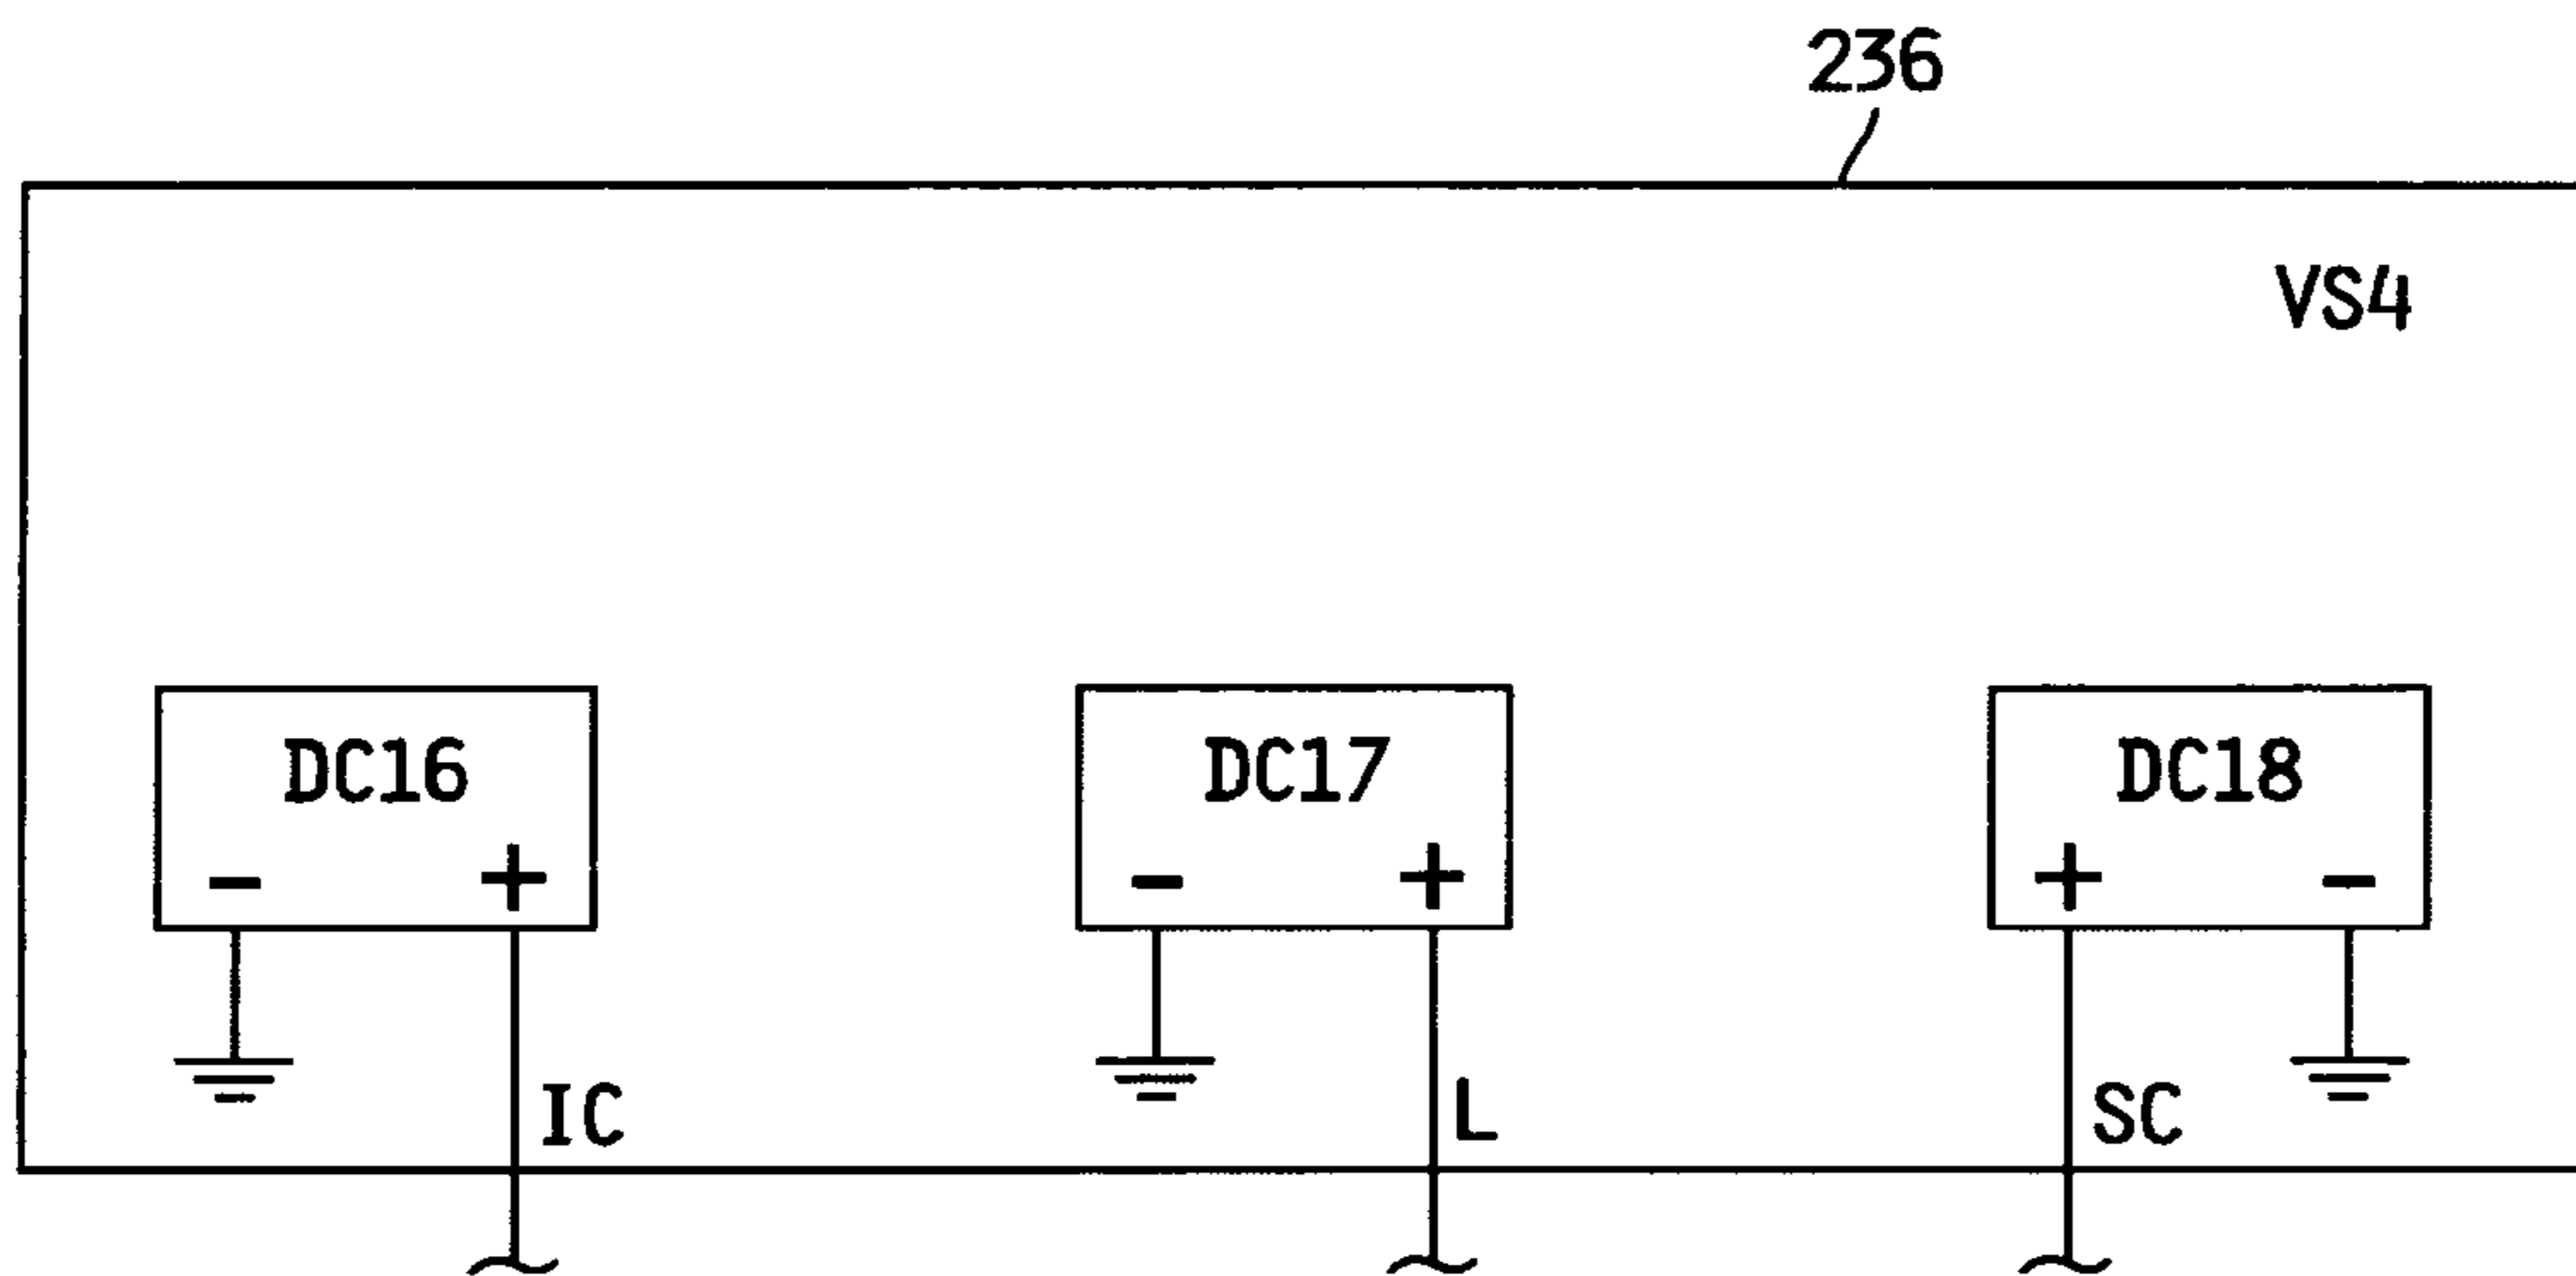 236
VS4
DC16
- +
DC17
- +
DC18
+ -
IC
L
SC